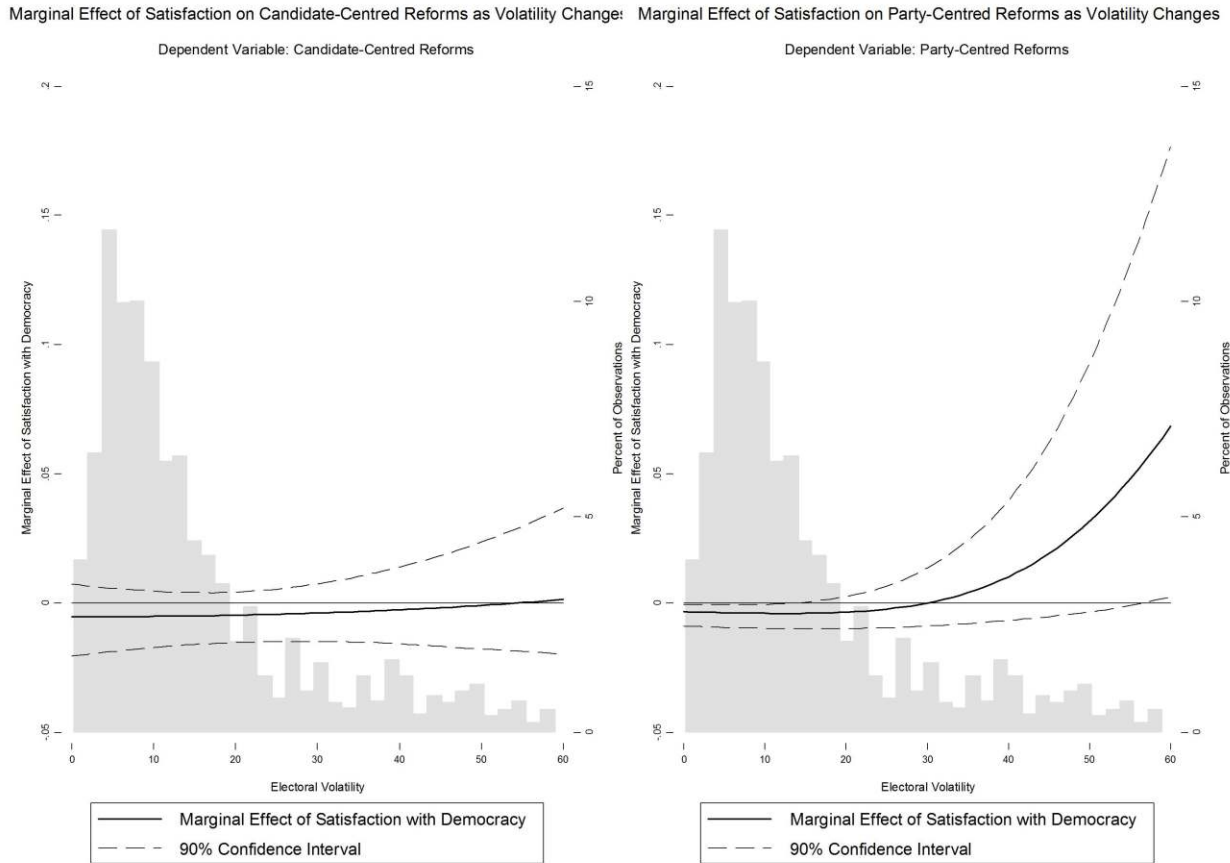 Marginal Effect of Satisfaction on Candidate-Centred Reforms as Volatility Changes
Dependent Variable: Candidate-Centred Reforms
Marginal Effect of Satisfaction with Democracy
.2
.15
.1
.05
0
-.05
15
10
5
0
Percent of Observations
0 10 20 30 40 50 60
Electoral Volatility
Marginal Effect of Satisfaction with Democracy
90% Confidence Interval
Marginal Effect of Satisfaction on Party-Centred Reforms as Volatility Changes
Dependent Variable: Party-Centred Reforms
Marginal Effect of Satisfaction with Democracy
.2
.15
.1
.05
0
-.05
15
10
5
0
Percent of Observations
0 10 20 30 40 50 60
Electoral Volatility
Marginal Effect of Satisfaction with Democracy
90% Confidence Interval